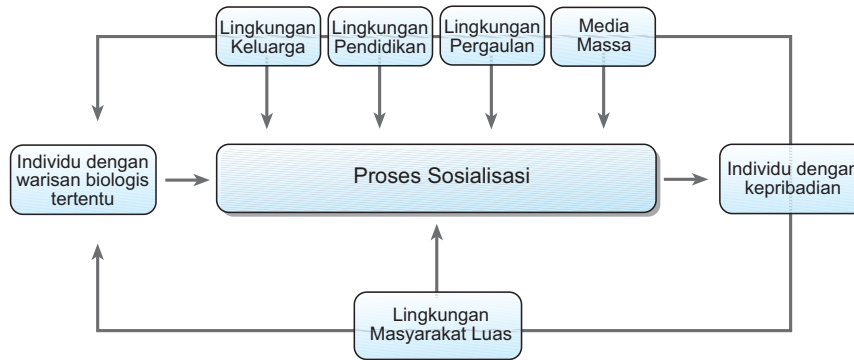 Lingkungan
Keluarga
Lingkungan
Pendidikan
Lingkungan
Pergaulan
Media
Massa
Individu dengan
warisan biologis
tertentu
Proses Sosialisasi
Individu dengan
kepribadian
Lingkungan
Masyarakat Luas